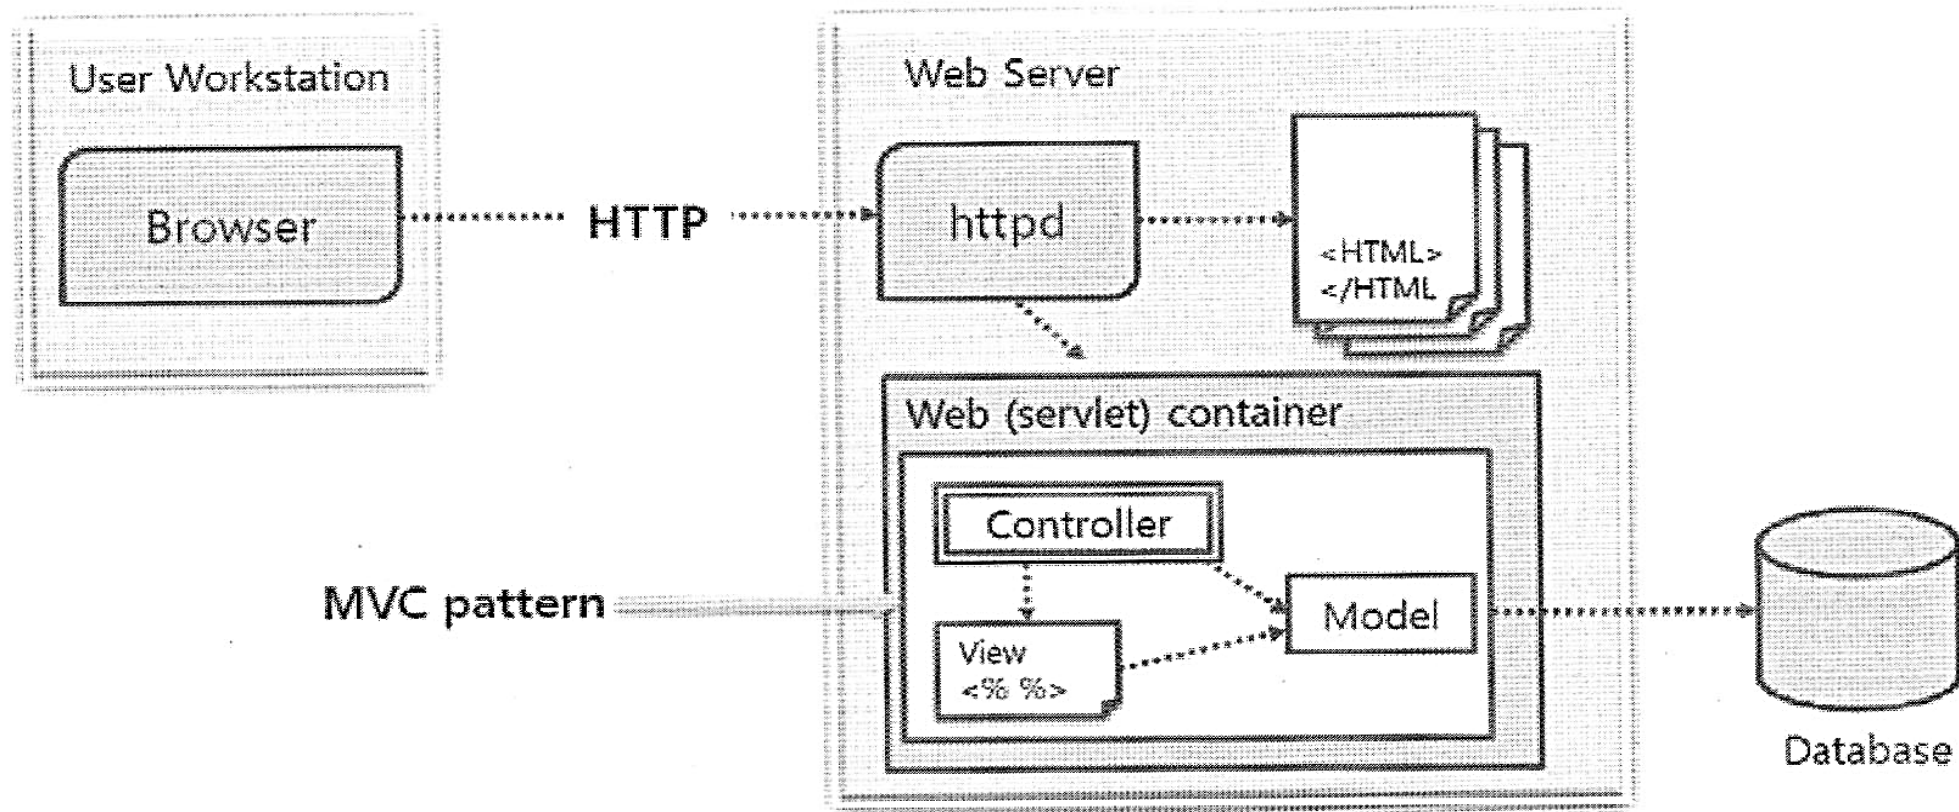 User Workstation
Browser
HTTP
Web Server
httpd
<HTML>
</HTML
Web (servlet) container
Controller
MVC pattern
View
<% %>
Model
Database